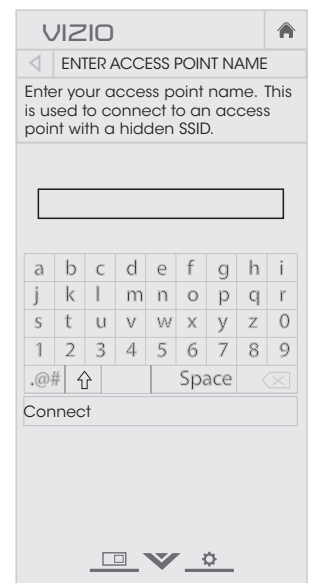 VIZIO
ENTER ACCESS POINT NAME
Enter your access point name. This
is used to connect to an access
point with a hidden SSID.
a b c d e f g h i
j k l m n o p q r
s t u v w x y z 0
1 2 3 4 5 6 7 8 9
.@# Space
Connect